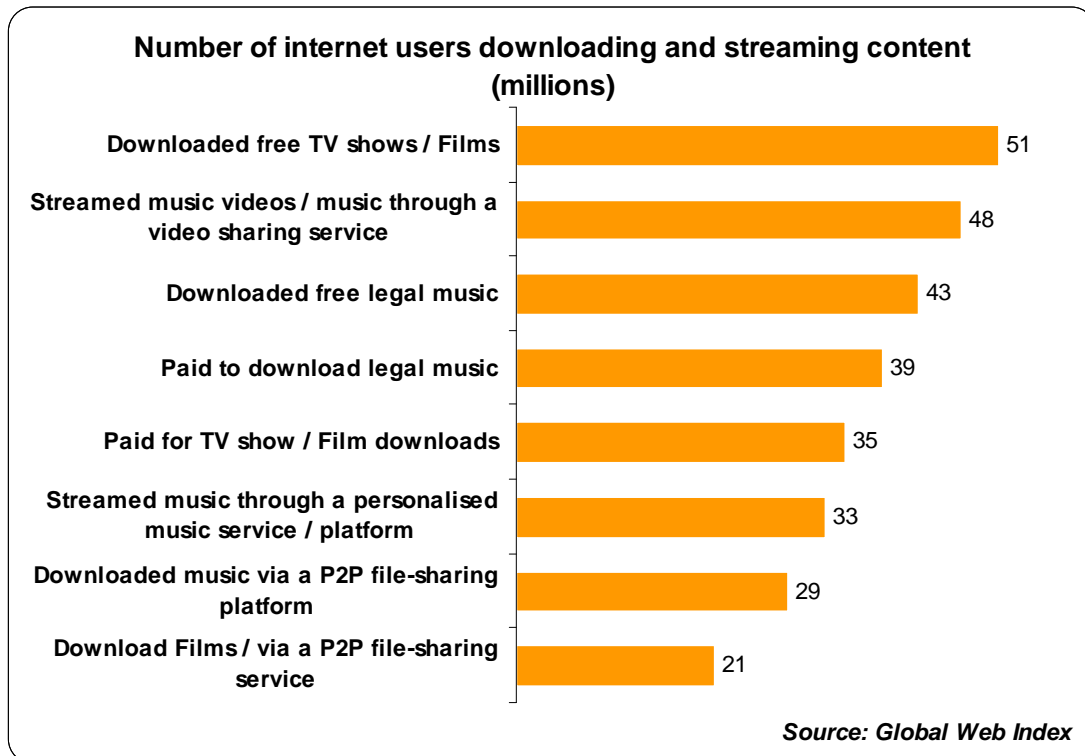 Number of internet users downloading and streaming content
(millions)
Downloaded free TV shows / Films
51
Streamed music videos / music through a
video sharing service
48
Downloaded free legal music
43
Paid to download legal music
39
Paid for TV show / Film downloads
35
Streamed music through a personalised
music service / platform
33
Downloaded music via a P2P file-sharing
platform
29
Download Films / via a P2P file-sharing
service
21
Source: Global Web Index